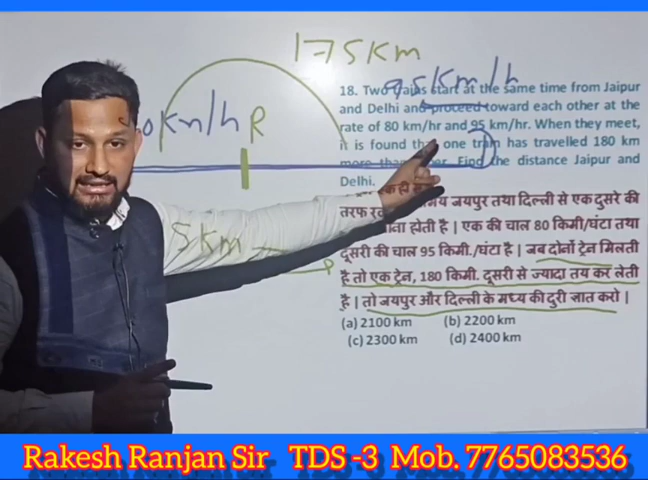 175Km
95Km/h
18. Two trains start at the same time from Jaipur
and Delhi and proceed toward each other at the
rate of 80 km/hr and 95 km/hr. When they meet,
it is found that one train has travelled 180 km
more than Find the distance Jaipur and
Delhi.
0Km/h R
5Km
एक ही
जयपुर तथा दिल्ली से एक दुसरे की
तरफ होती है | एक की चाल 80 किमी/घंटा तथा
दूसरी की चाल 95 किमी./घंटा है | जब दोनों ट्रेन मिलती
है तो एक ट्रेन, 180 किमी. दूसरी से ज्यादा तय कर लेती
है | तो जयपुर और दिल्ली के मध्य की दुरी ज्ञात करो |
(a) 2100 km (b) 2200 km
(c) 2300 km (d) 2400 km
Rakesh Ranjan Sir TDS -3 Mob. 7765083536